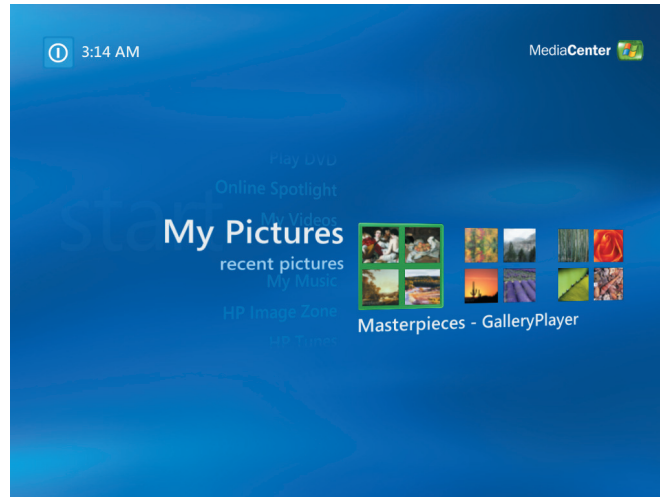 3:14 AM
MediaCenter
Play DVD
Online Spotlight
start
My Videos
My Pictures
recent pictures
My Music
HP Image Zone
HP Tunes
Masterpieces - GalleryPlayer